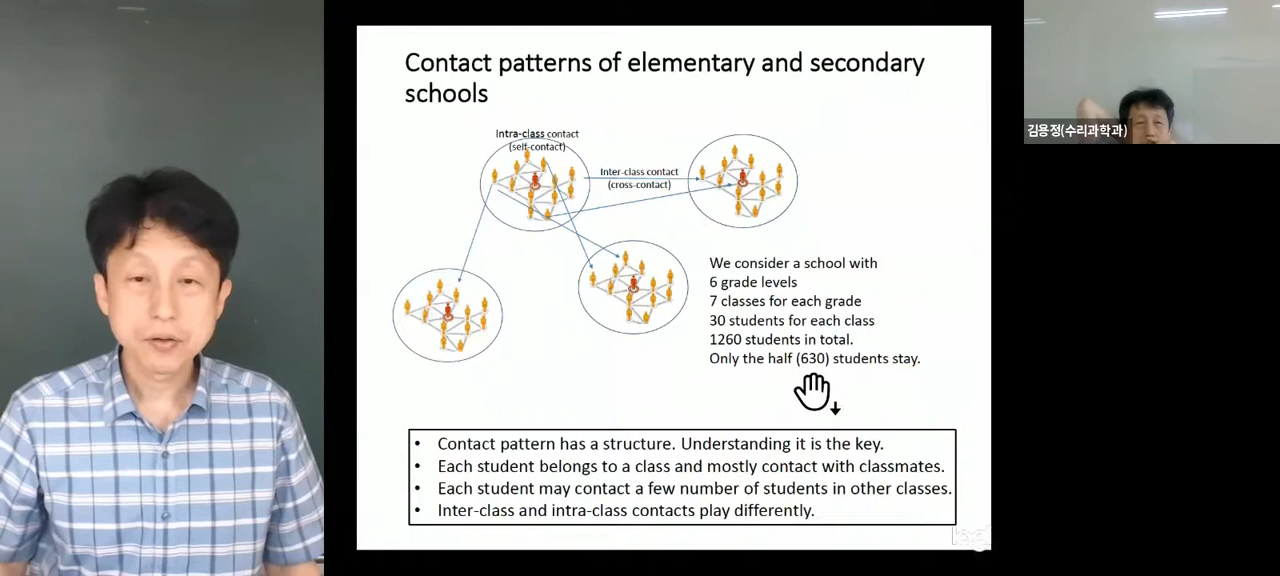 Contact patterns of elementary and secondary
schools
Intra-class contact
(self-contact)
Inter-class contact
(cross-contact)
We consider a school with
6 grade levels
7 classes for each grade
30 students for each class
1260 students in total.
Only the half (630) students stay.
• Contact pattern has a structure. Understanding it is the key.
• Each student belongs to a class and mostly contact with classmates.
• Each student may contact a few number of students in other classes.
• Inter-class and intra-class contacts play differently.
김용정(수리과학과)